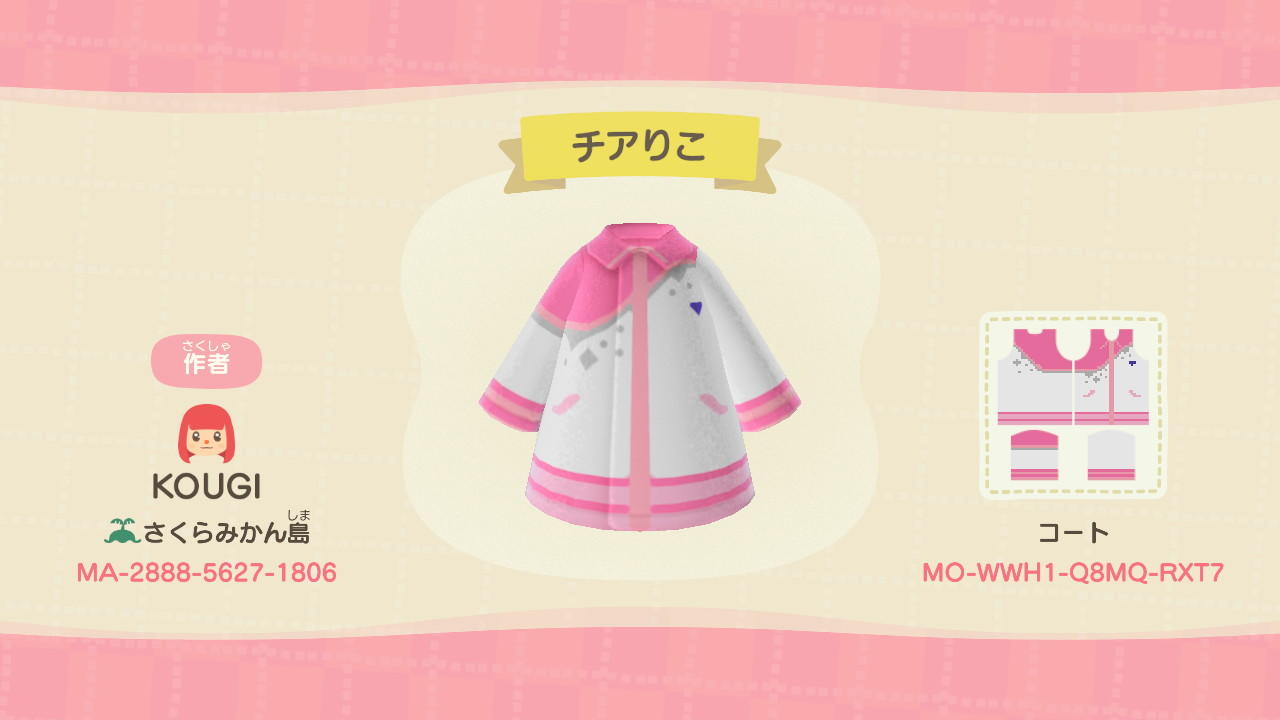 チアりこ
さくしゃ
作者
KOUGI
しま
さくらみかん島
MA-2888-5627-1806
コート
MO-WWH1-Q8MQ-RXT7